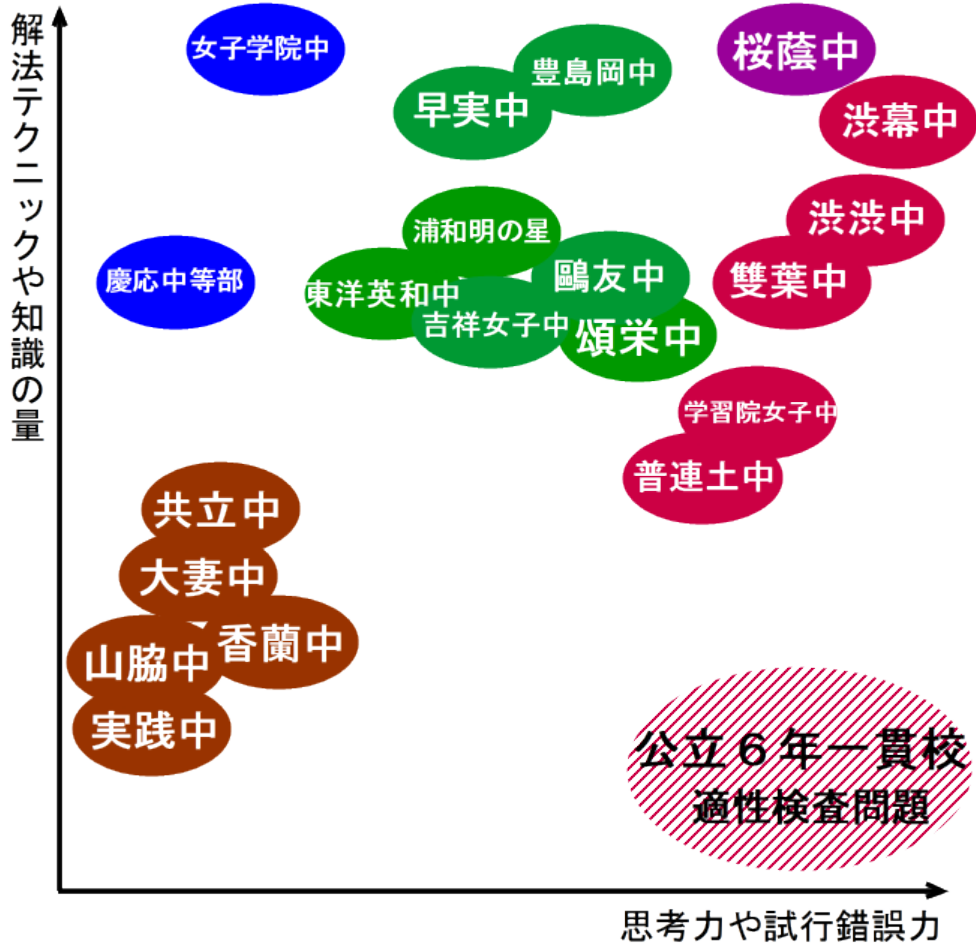 解法テクニックや知識の量
女子学院中
豊島岡中
桜蔭中
早実中
渋幕中
渋渋中
浦和明の星
慶応中等部
東洋英和中
鷗友中
雙葉中
吉祥女子中
頌栄中
学習院女子中
普連土中
共立中
大妻中
香蘭中
山脇中
実践中
公立6年一貫校
適性検査問題
思考力や試行錯誤力